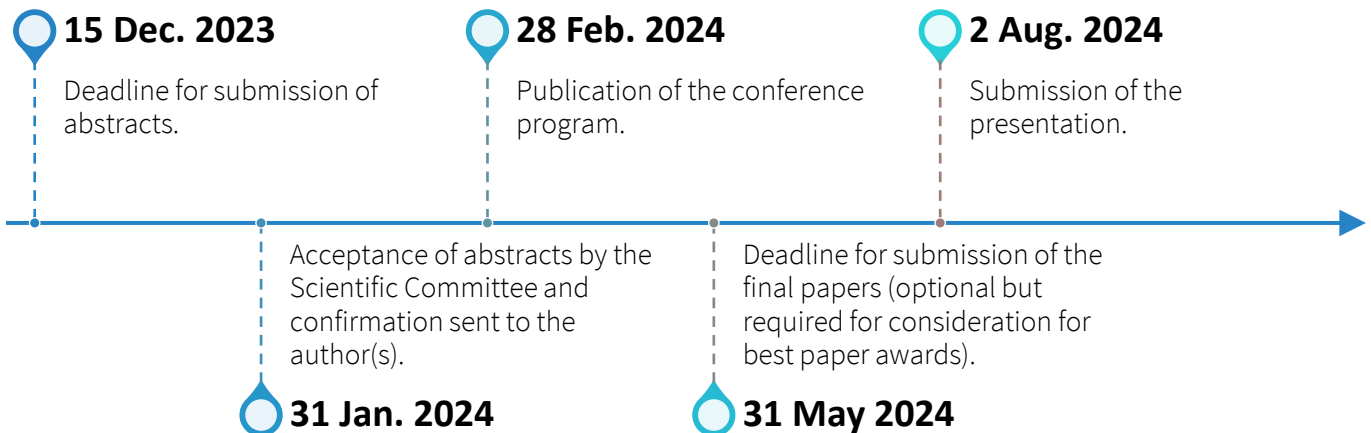 15 Dec. 2023
Deadline for submission of
abstracts.
28 Feb. 2024
Publication of the conference
program.
2 Aug. 2024
Submission of the
presentation.
Acceptance of abstracts by the
Scientific Committee and
confirmation sent to the
author(s).
31 Jan. 2024
Deadline for submission of the
final papers (optional but
required for consideration for
best paper awards).
31 May 2024